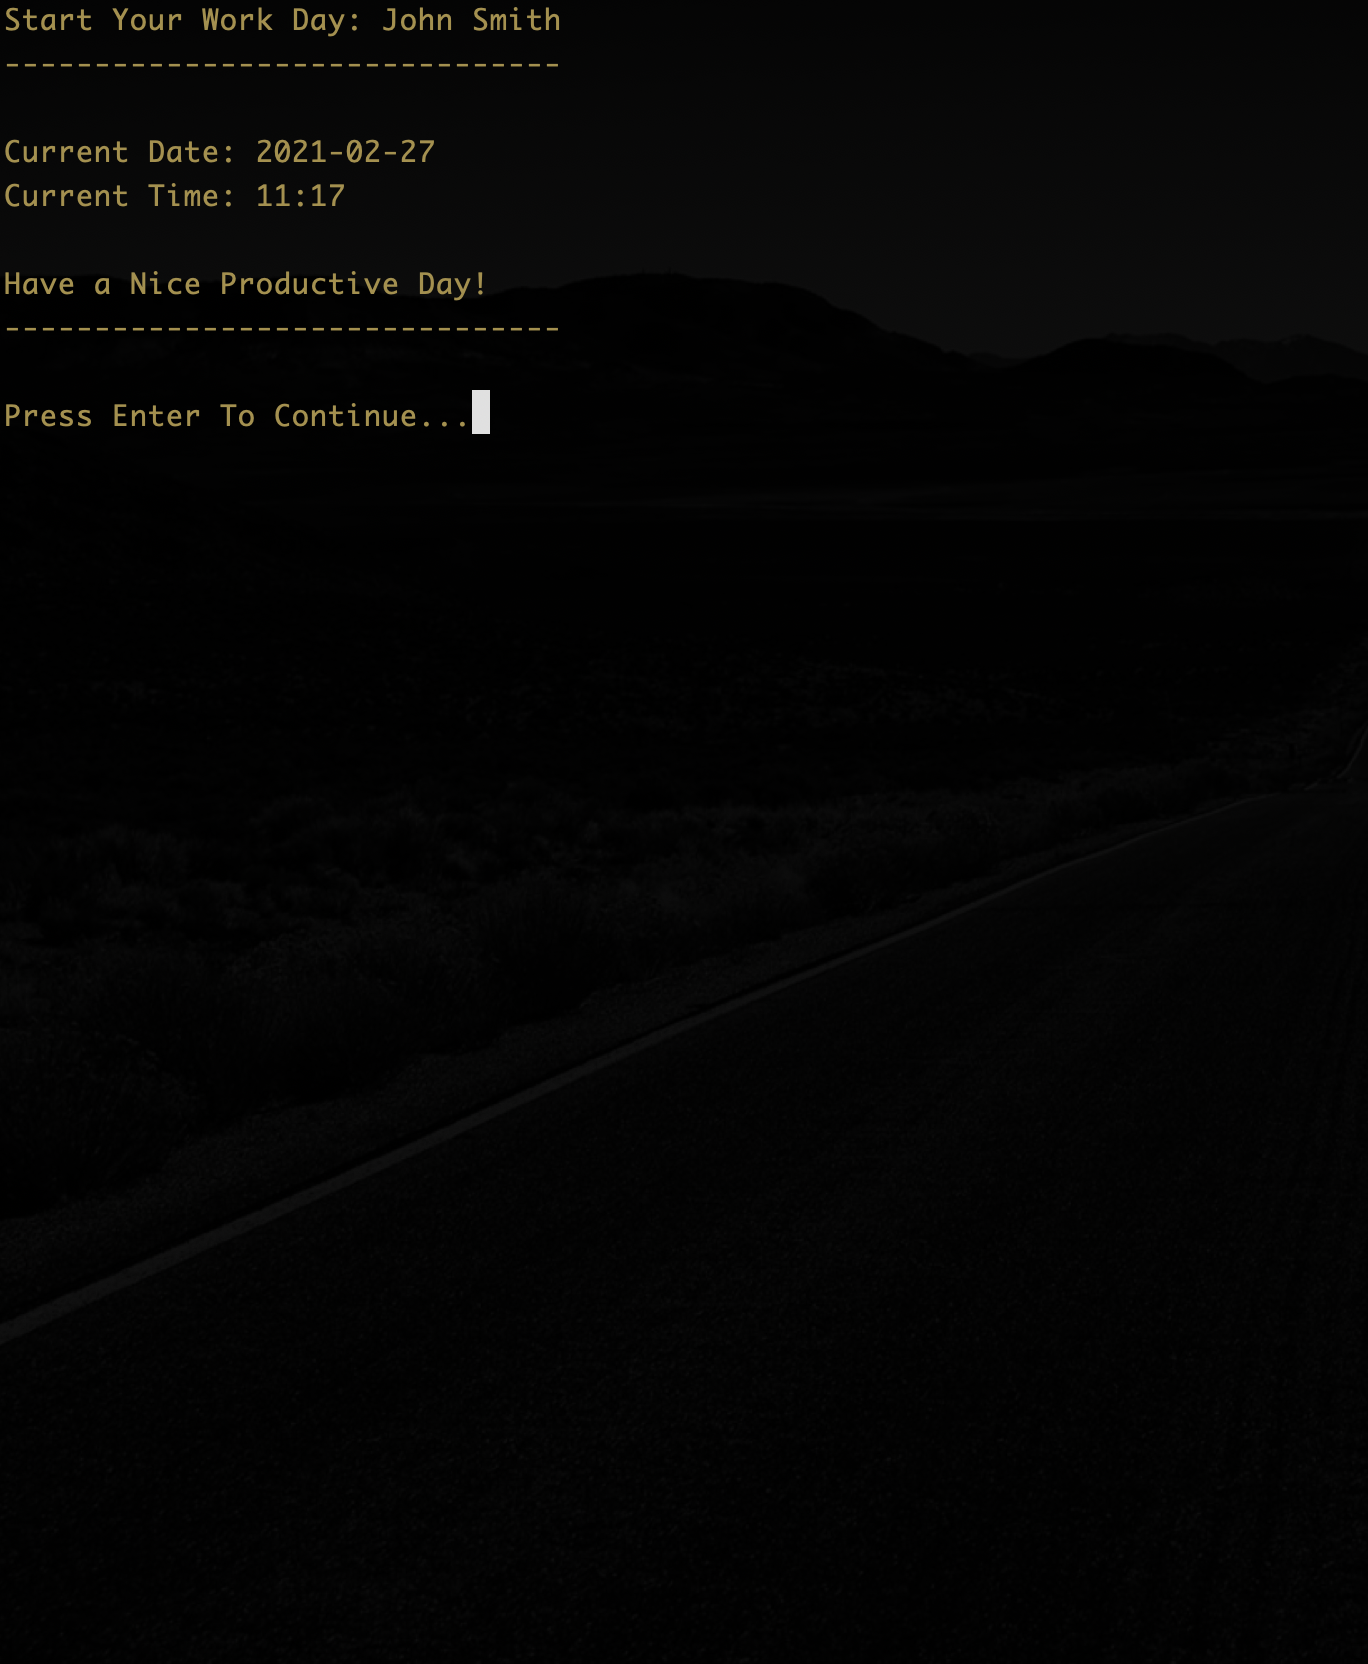 Start Your Work Day: John Smith
-------------------------------
Current Date: 2021-02-27
Current Time: 11:17
Have a Nice Productive Day!
-------------------------------
Press Enter To Continue...